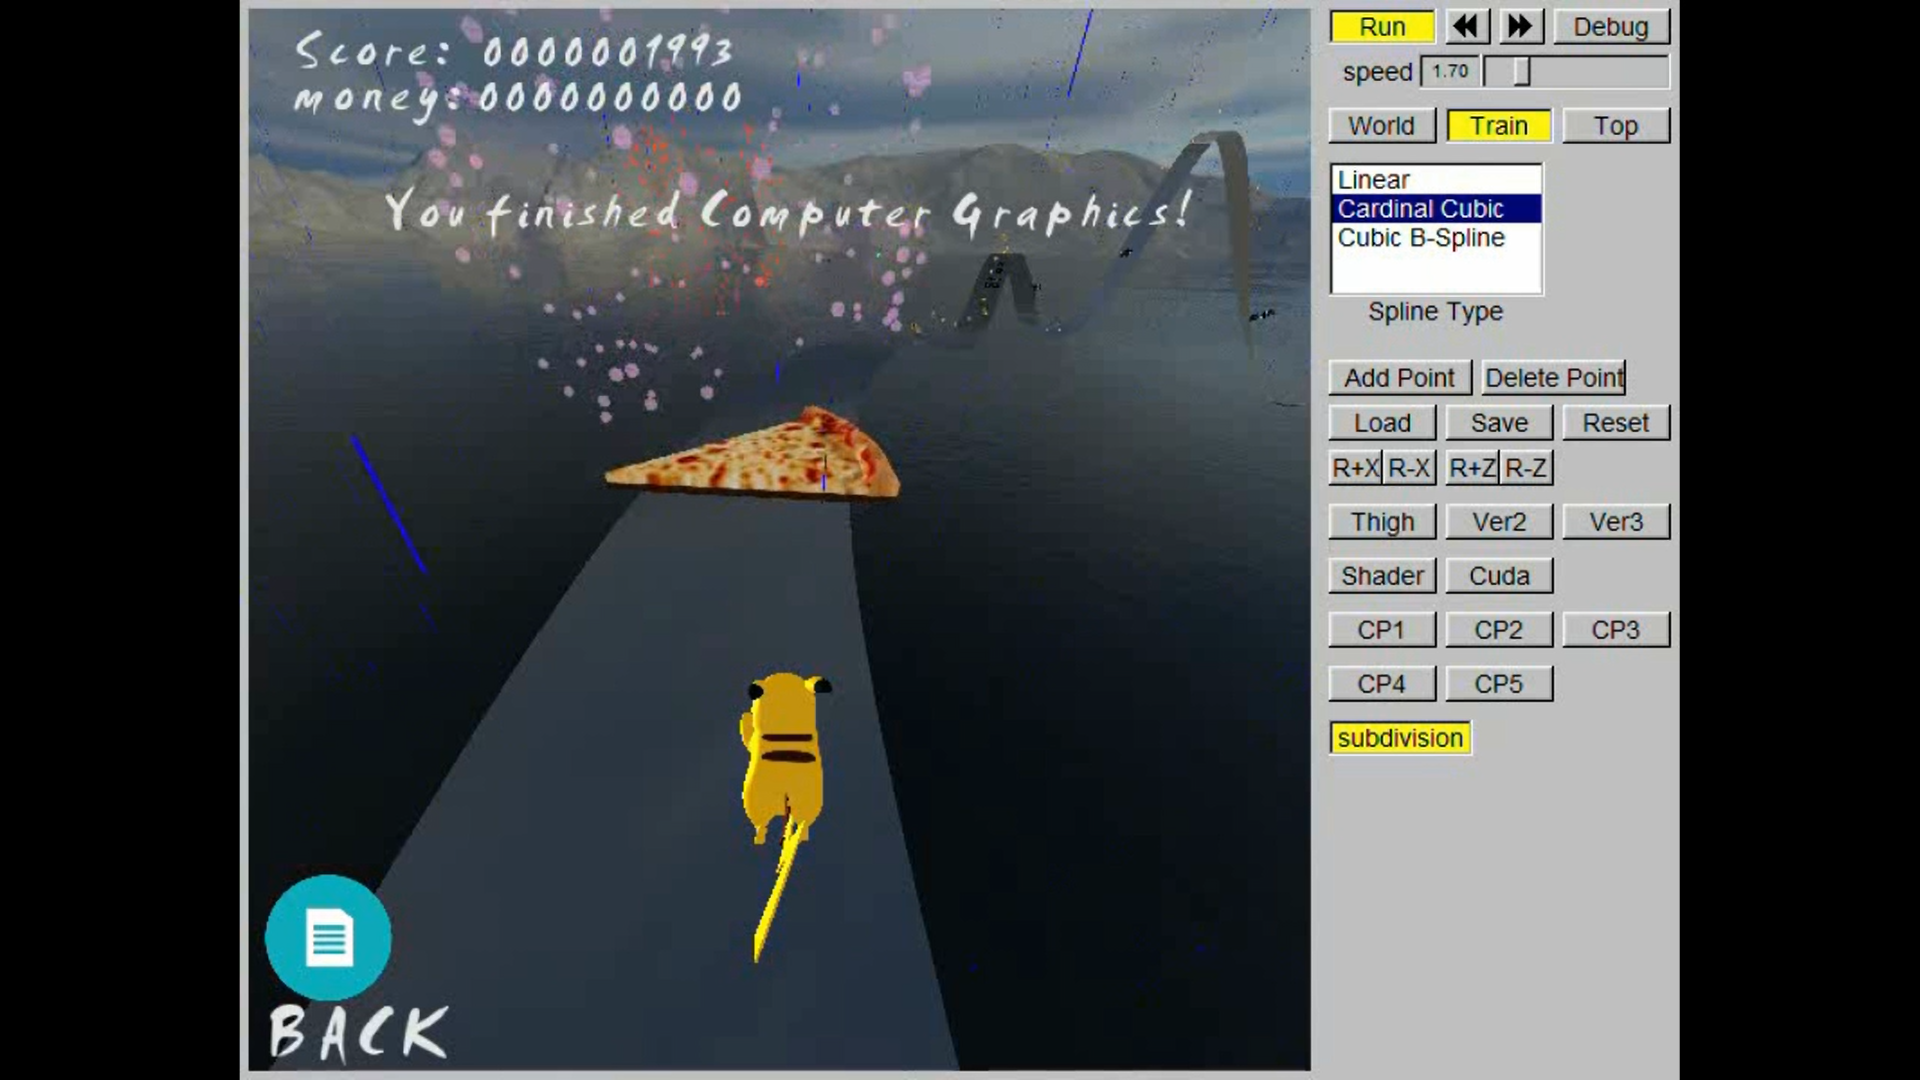 Score: 0000001993
money: 0000000000
You finished Computer Graphics!
BACK
Run
Debug
speed 1.70
World Train Top
Linear
Cardinal Cubic
Cubic B-Spline
Spline Type
Add Point Delete Point
Load Save Reset
R+X R-X R+Z R-Z
Thigh Ver2 Ver3
Shader Cuda
CP1 CP2 CP3
CP4 CP5
subdivision